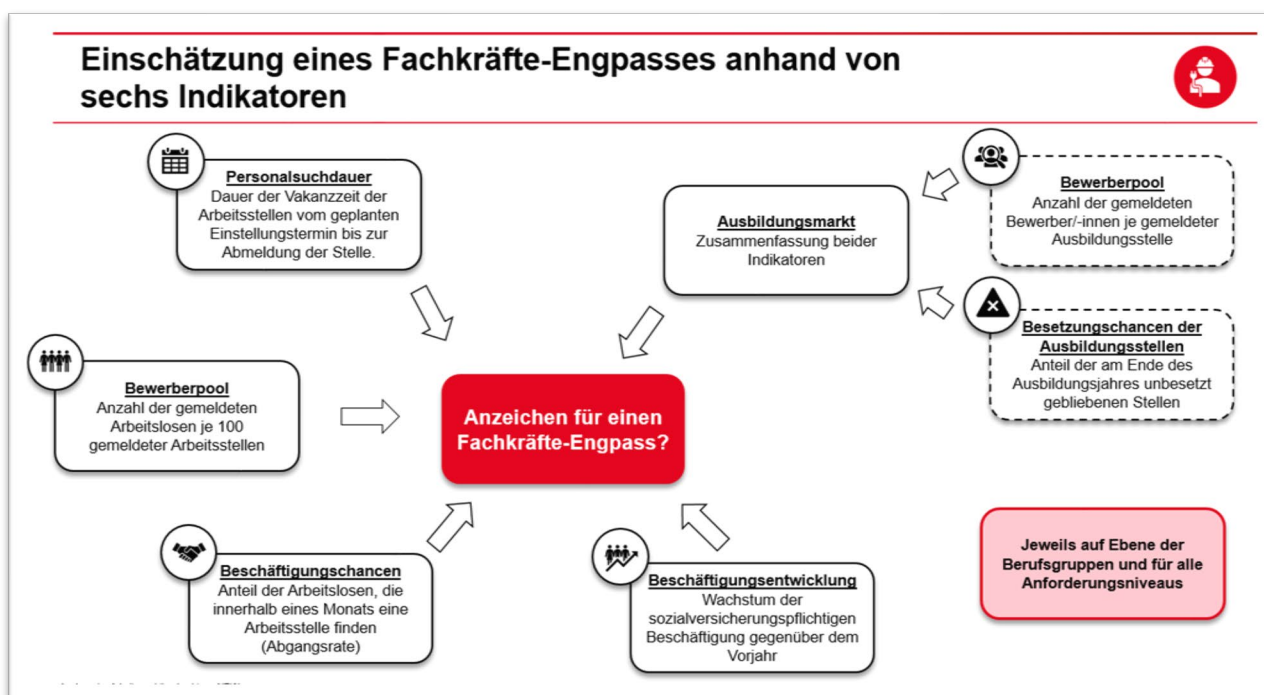 Einschätzung eines Fachkräfte-Engpasses anhand von
sechs Indikatoren
Personalsuchdauer
Dauer der Vakanzzeit der
Arbeitsstellen vom geplanten
Einstellungstermin bis zur
Abmeldung der Stelle.
Ausbildungsmarkt
Zusammenfassung beider
Indikatoren
Bewerberpool
Anzahl der gemeldeten
Bewerber/-innen je gemeldeter
Ausbildungsstelle
Besetzungschancen der
Ausbildungsstellen
Anteil der am Ende des
Ausbildungsjahres unbesetzt
gebliebenen Stellen
Bewerberpool
Anzahl der gemeldeten
Arbeitslosen je 100
gemeldeter Arbeitsstellen
Anzeichen für einen
Fachkräfte-Engpass?
Beschäftigungschancen
Anteil der Arbeitslosen, die
innerhalb eines Monats eine
Arbeitsstelle finden
(Abgangsrate)
Beschäftigungsentwicklung
Wachstum der
sozialversicherungspflichtigen
Beschäftigung gegenüber dem
Vorjahr
Jeweils auf Ebene der
Berufsgruppen und für alle
Anforderungsniveaus